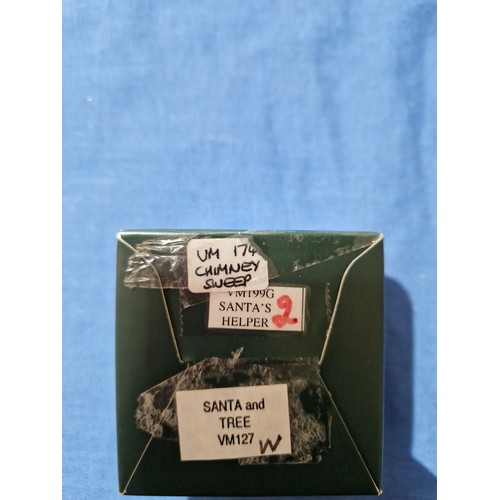 VM 174
CHIMNEY
SWEEP
VM199G
SANTA'S
HELPER 2
SANTA and
TREE
VM127 W